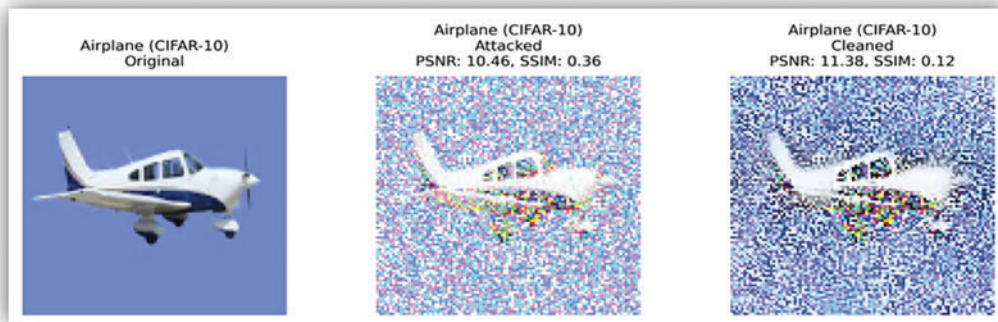 Airplane (CIFAR-10)
Original
Airplane (CIFAR-10)
Attacked
PSNR: 10.46, SSIM: 0.36
Airplane (CIFAR-10)
Cleaned
PSNR: 11.38, SSIM: 0.12